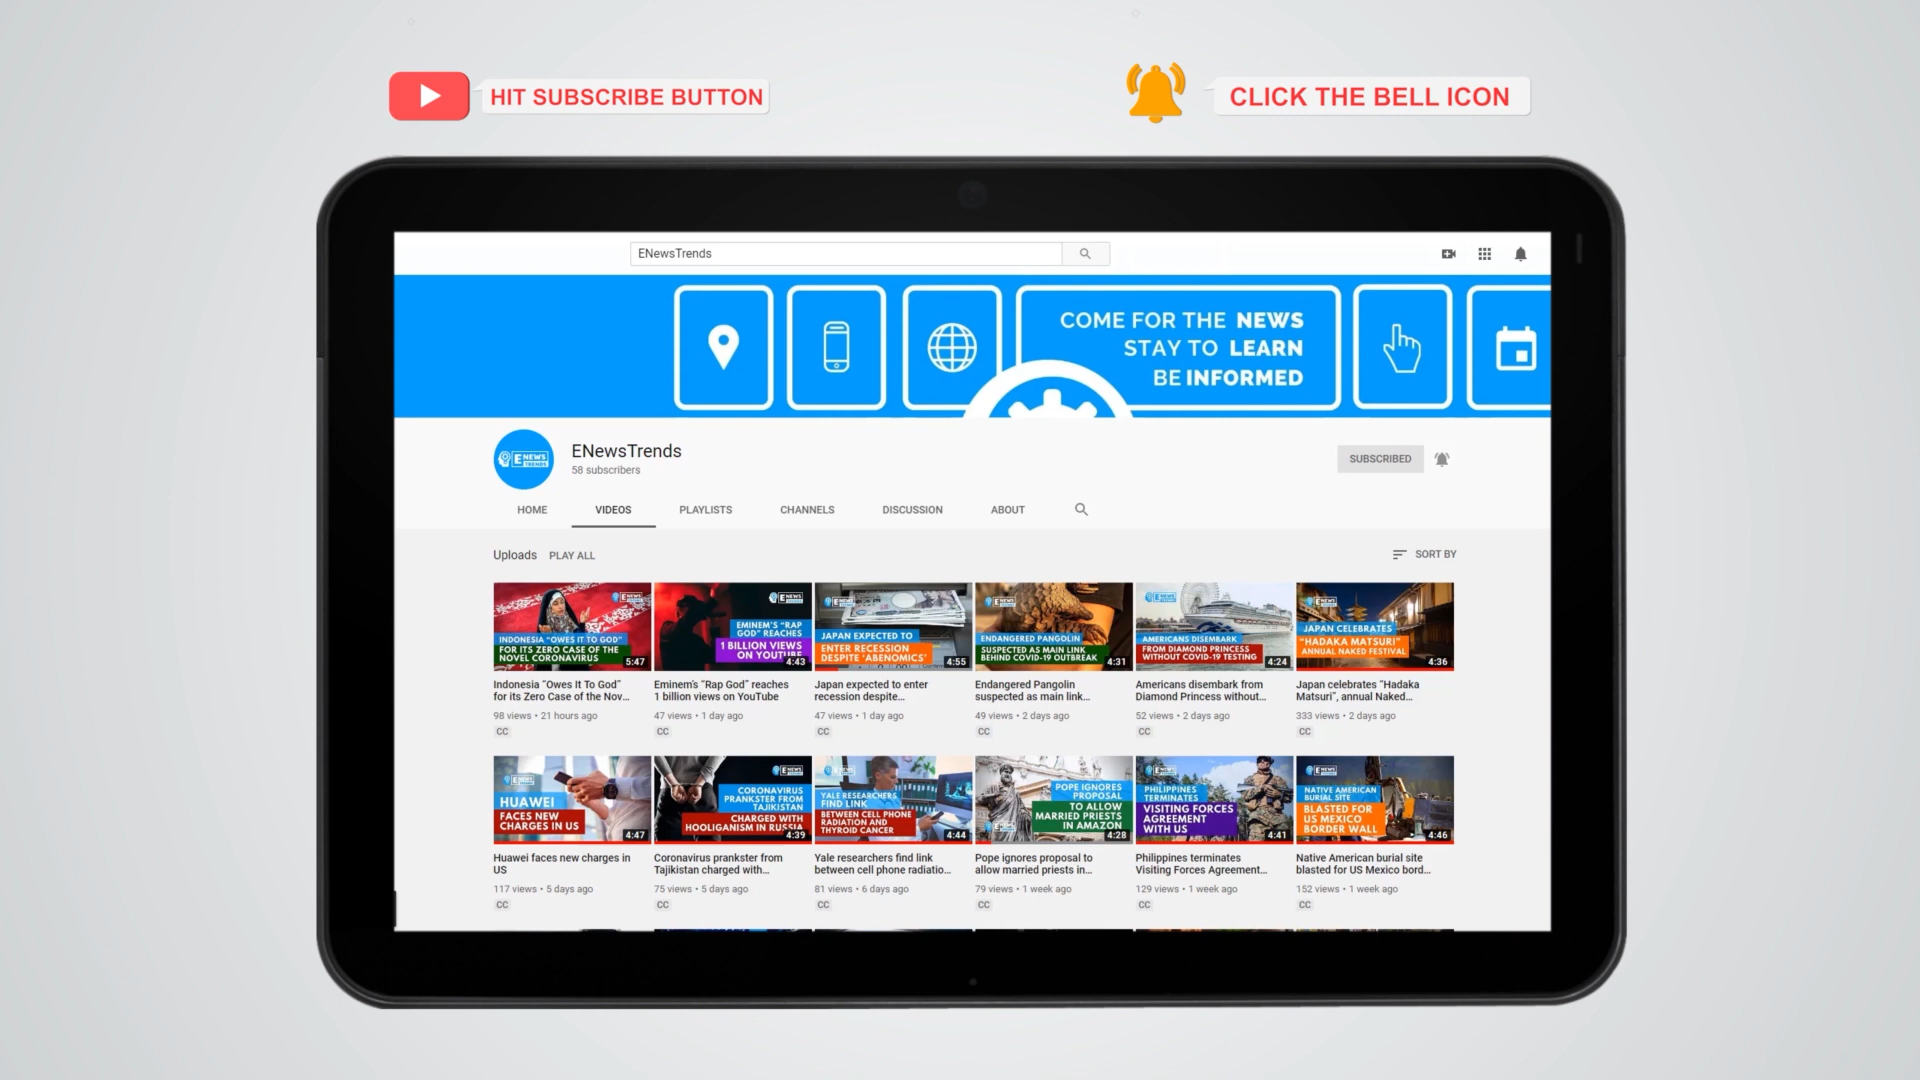 HIT SUBSCRIBE BUTTON
CLICK THE BELL ICON
ENewsTrends
COME FOR THE NEWS
STAY TO LEARN
BE INFORMED
E NEWS
TRENDS
ENewsTrends
58 subscribers
SUBSCRIBED
HOME VIDEOS PLAYLISTS CHANNELS DISCUSSION ABOUT
Uploads PLAY ALL
SORT BY
INDONESIA "OWES IT TO GOD"
FOR ITS ZERO CASE OF THE
NOVEL CORONAVIRUS
5:47
Indonesia "Owes It To God"
for its Zero Case of the Nov...
98 views • 21 hours ago
CC
EMINEM'S "RAP
GOD" REACHES
1 BILLION VIEWS
ON YOUTUBE
4:43
Eminem's "Rap God" reaches
1 billion views on YouTube
47 views • 1 day ago
CC
JAPAN EXPECTED TO
ENTER RECESSION
DESPITE 'ABENOMICS'
4:55
Japan expected to enter
recession despite...
47 views • 1 day ago
CC
ENDANGERED PANGOLIN
SUSPECTED AS MAIN LINK
BEHIND COVID-19 OUTBREAK
4:31
Endangered Pangolin
suspected as main link...
49 views • 2 days ago
CC
AMERICANS DISEMBARK
FROM DIAMOND PRINCESS
WITHOUT COVID-19 TESTING
4:24
Americans disembark from
Diamond Princess without...
52 views • 2 days ago
CC
JAPAN CELEBRATES
"HADAKA MATSURI"
ANNUAL NAKED FESTIVAL
4:36
Japan celebrates "Hadaka
Matsuri", annual Naked...
333 views • 2 days ago
CC
HUAWEI
FACES NEW
CHARGES IN US
4:47
Huawei faces new charges in
US
117 views • 5 days ago
CC
CORONAVIRUS
PRANKSTER FROM
TAJIKISTAN
CHARGED WITH
HOOLIGANISM IN RUSSIA
4:39
Coronavirus prankster from
Tajikistan charged with...
75 views • 5 days ago
CC
YALE RESEARCHERS
FIND LINK
BETWEEN CELL PHONE
RADIATION AND
THYROID CANCER
4:44
Yale researchers find link
between cell phone radiatio...
81 views • 6 days ago
CC
POPE IGNORES
PROPOSAL
TO ALLOW
MARRIED PRIESTS
IN AMAZON
4:28
Pope ignores proposal to
allow married priests in...
79 views • 1 week ago
CC
PHILIPPINES
TERMINATES
VISITING FORCES
AGREEMENT
WITH US
4:41
Philippines terminates
Visiting Forces Agreement...
129 views • 1 week ago
CC
NATIVE AMERICAN
BURIAL SITE
BLASTED FOR
US MEXICO
BORDER WALL
4:46
Native American burial site
blasted for US Mexico bord...
152 views • 1 week ago
CC